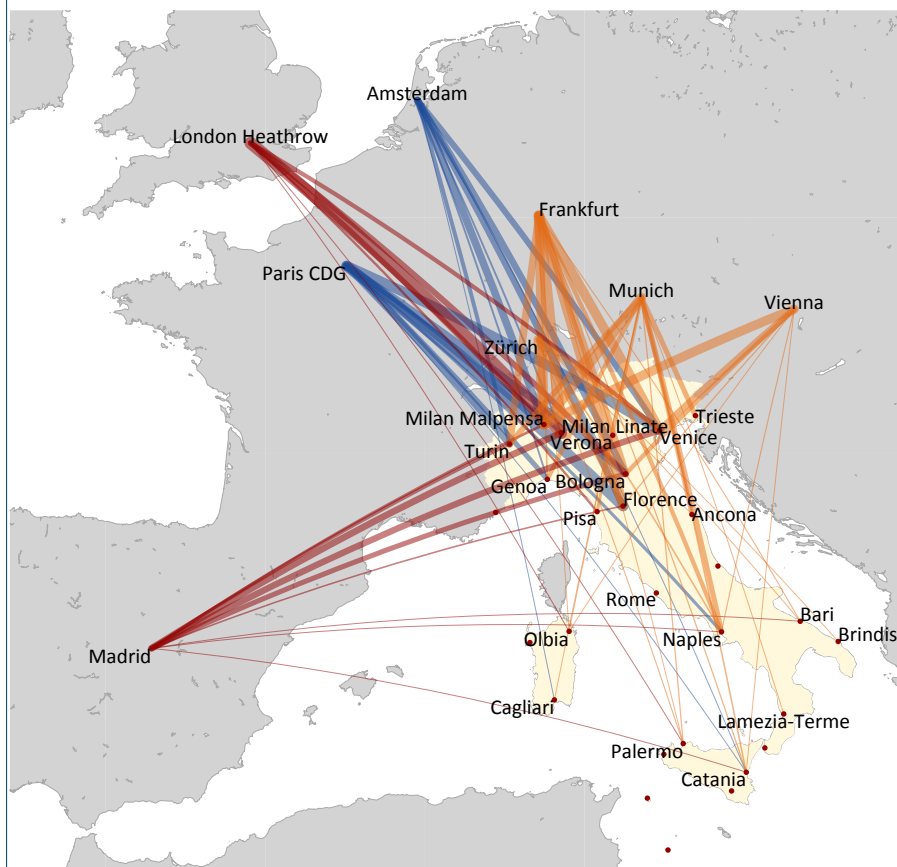 Amsterdam
London Heathrow
Frankfurt
Paris CDG
Munich
Vienna
Zürich
Milan Malpensa
Milan Linate
Trieste
Turin
Verona
Venice
Genoa
Bologna
Florence
Pisa
Ancona
Rome
Bari
Olbia
Naples
Brindis
Madrid
Cagliari
Lamezia-Terme
Palermo
Catania